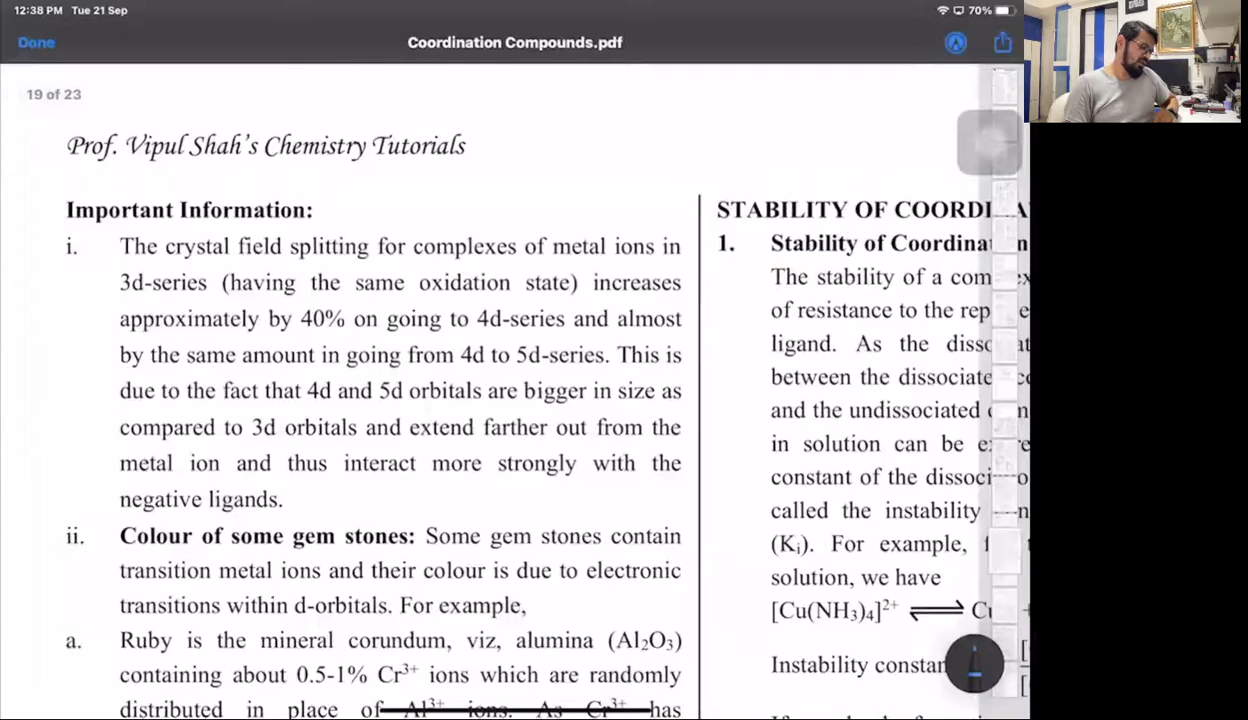 12:38 PM Tue 21 Sep
70%
Done
Coordination Compounds.pdf
19 of 23
Prof. Vipul Shah's Chemistry Tutorials
Important Information:
i. The crystal field splitting for complexes of metal ions in
3d-series (having the same oxidation state) increases
approximately by 40% on going to 4d-series and almost
by the same amount in going from 4d to 5d-series. This is
due to the fact that 4d and 5d orbitals are bigger in size as
compared to 3d orbitals and extend farther out from the
metal ion and thus interact more strongly with the
negative ligands.
ii. Colour of some gem stones: Some gem stones contain
transition metal ions and their colour is due to electronic
transitions within d-orbitals. For example,
a. Ruby is the mineral corundum, viz, alumina (Al₂O₃)
containing about 0.5-1% Cr³⁺ ions which are randomly
distributed in place of Al³⁺ ions. As Cr³⁺ has
STABILITY OF
1. Stability of
The stability of a
of resistance to the
ligand. As the
between the
and the undissociated
in solution can be
constant of the
called the instability
(Kᵢ). For example,
solution, we have
[Cu(NH₃)₄]²⁺ ⇌
Instability